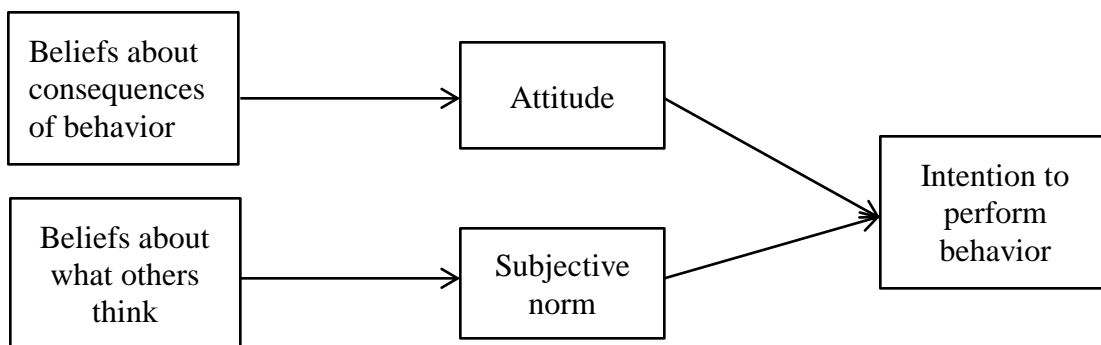 Beliefs about
consequences
of behavior
Attitude
Intention to
perform
behavior
Beliefs about
what others
think
Subjective
norm